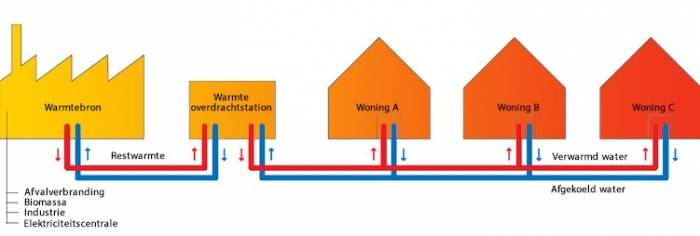 Warmtebron
Warmte
overdrachtstation
Woning A
Woning B
Woning C
Restwarmte
Verwarmd water
Afgekoeld water
Afvalverbranding
Biomassa
Industrie
Elektriciteitscentrale